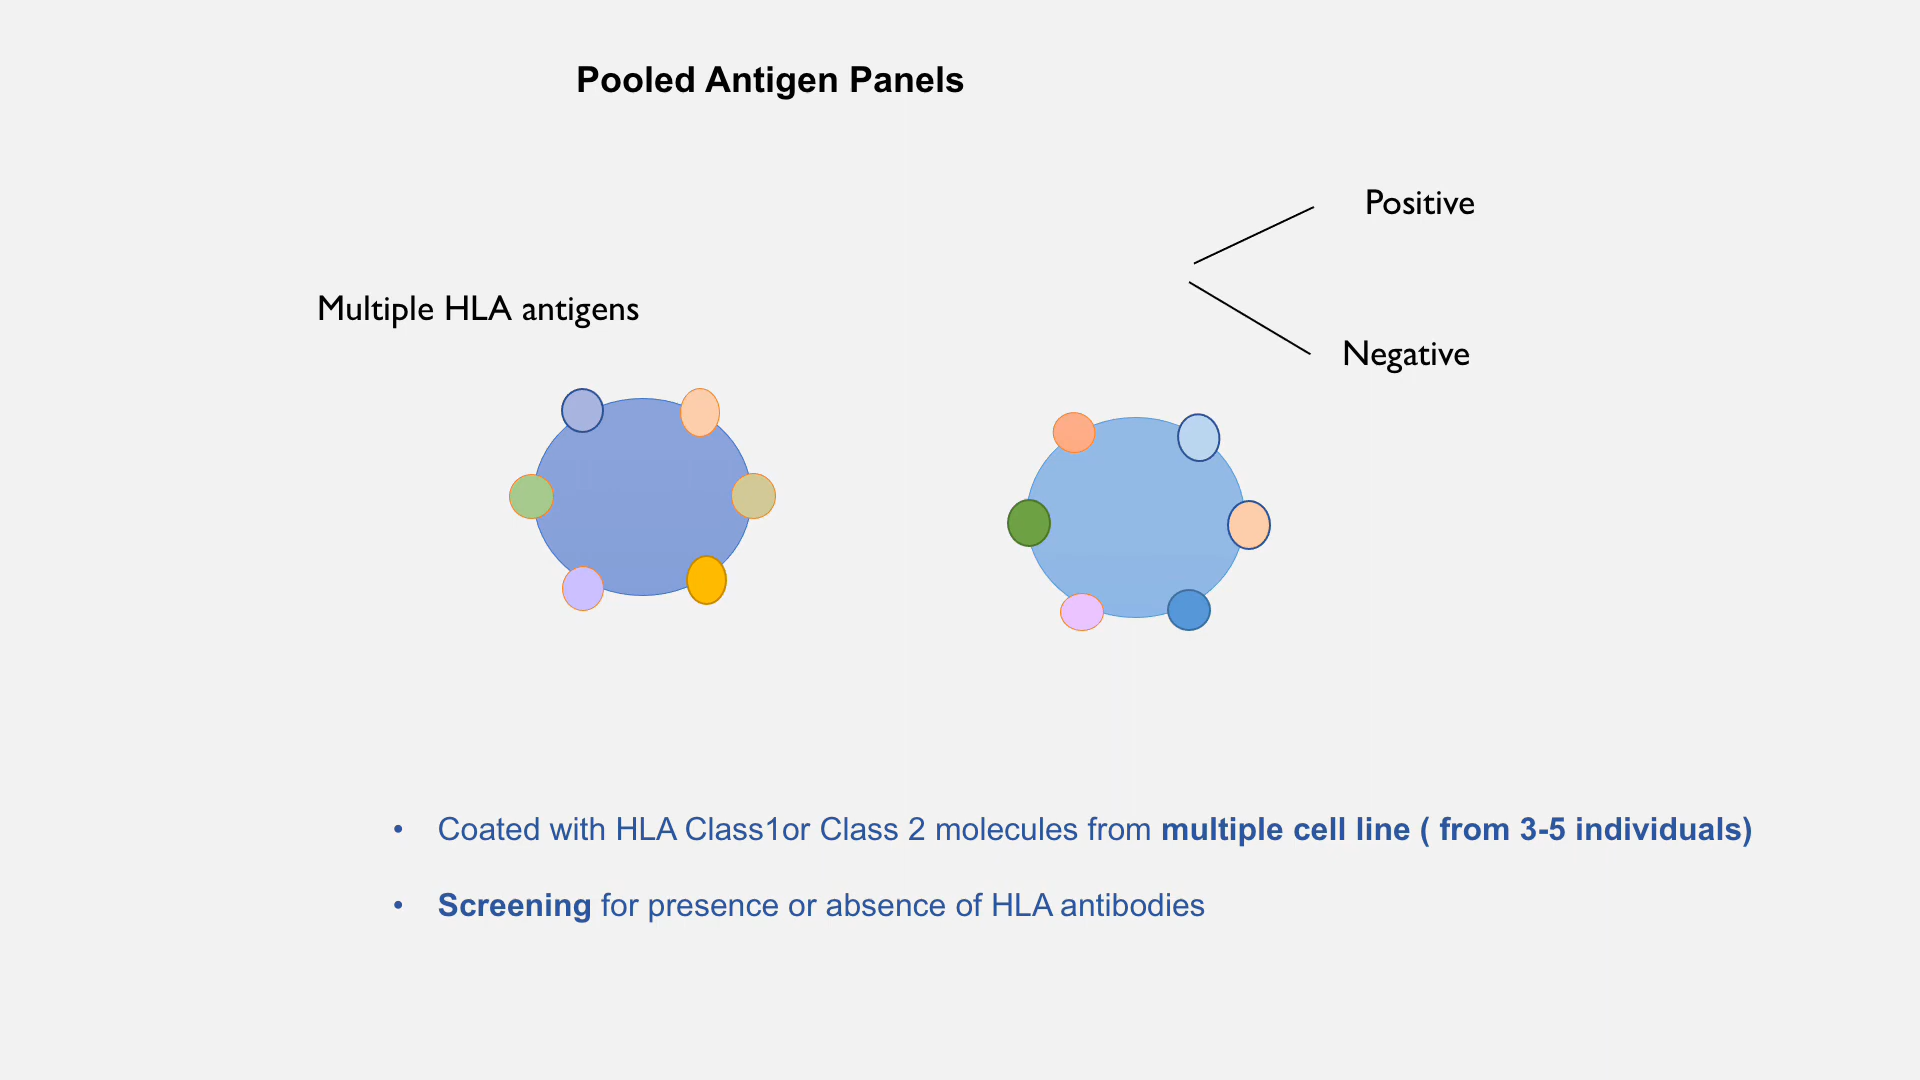 Pooled Antigen Panels
Positive
Multiple HLA antigens
Negative
• Coated with HLA Class1or Class 2 molecules from multiple cell line ( from 3-5 individuals)
• Screening for presence or absence of HLA antibodies